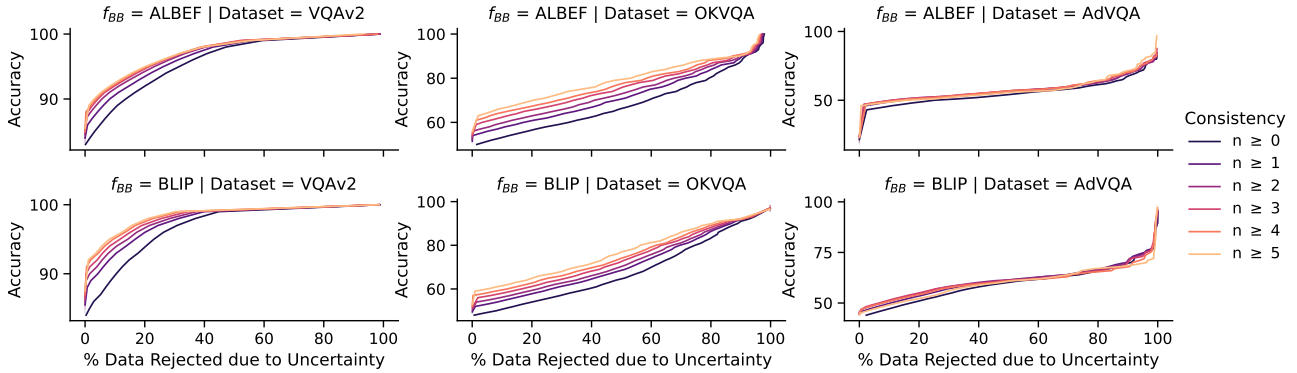 f_BB = ALBEF | Dataset = VQAv2
f_BB = ALBEF | Dataset = OKVQA
f_BB = ALBEF | Dataset = AdVQA
Accuracy
100
90
Accuracy
100
80
60
Accuracy
100
50
f_BB = BLIP | Dataset = VQAv2
f_BB = BLIP | Dataset = OKVQA
f_BB = BLIP | Dataset = AdVQA
Accuracy
100
90
0 20 40 60 80 100
% Data Rejected due to Uncertainty
Accuracy
100
80
60
0 20 40 60 80 100
% Data Rejected due to Uncertainty
Accuracy
100
75
50
0 20 40 60 80 100
% Data Rejected due to Uncertainty
Consistency
n ≥ 0
n ≥ 1
n ≥ 2
n ≥ 3
n ≥ 4
n ≥ 5